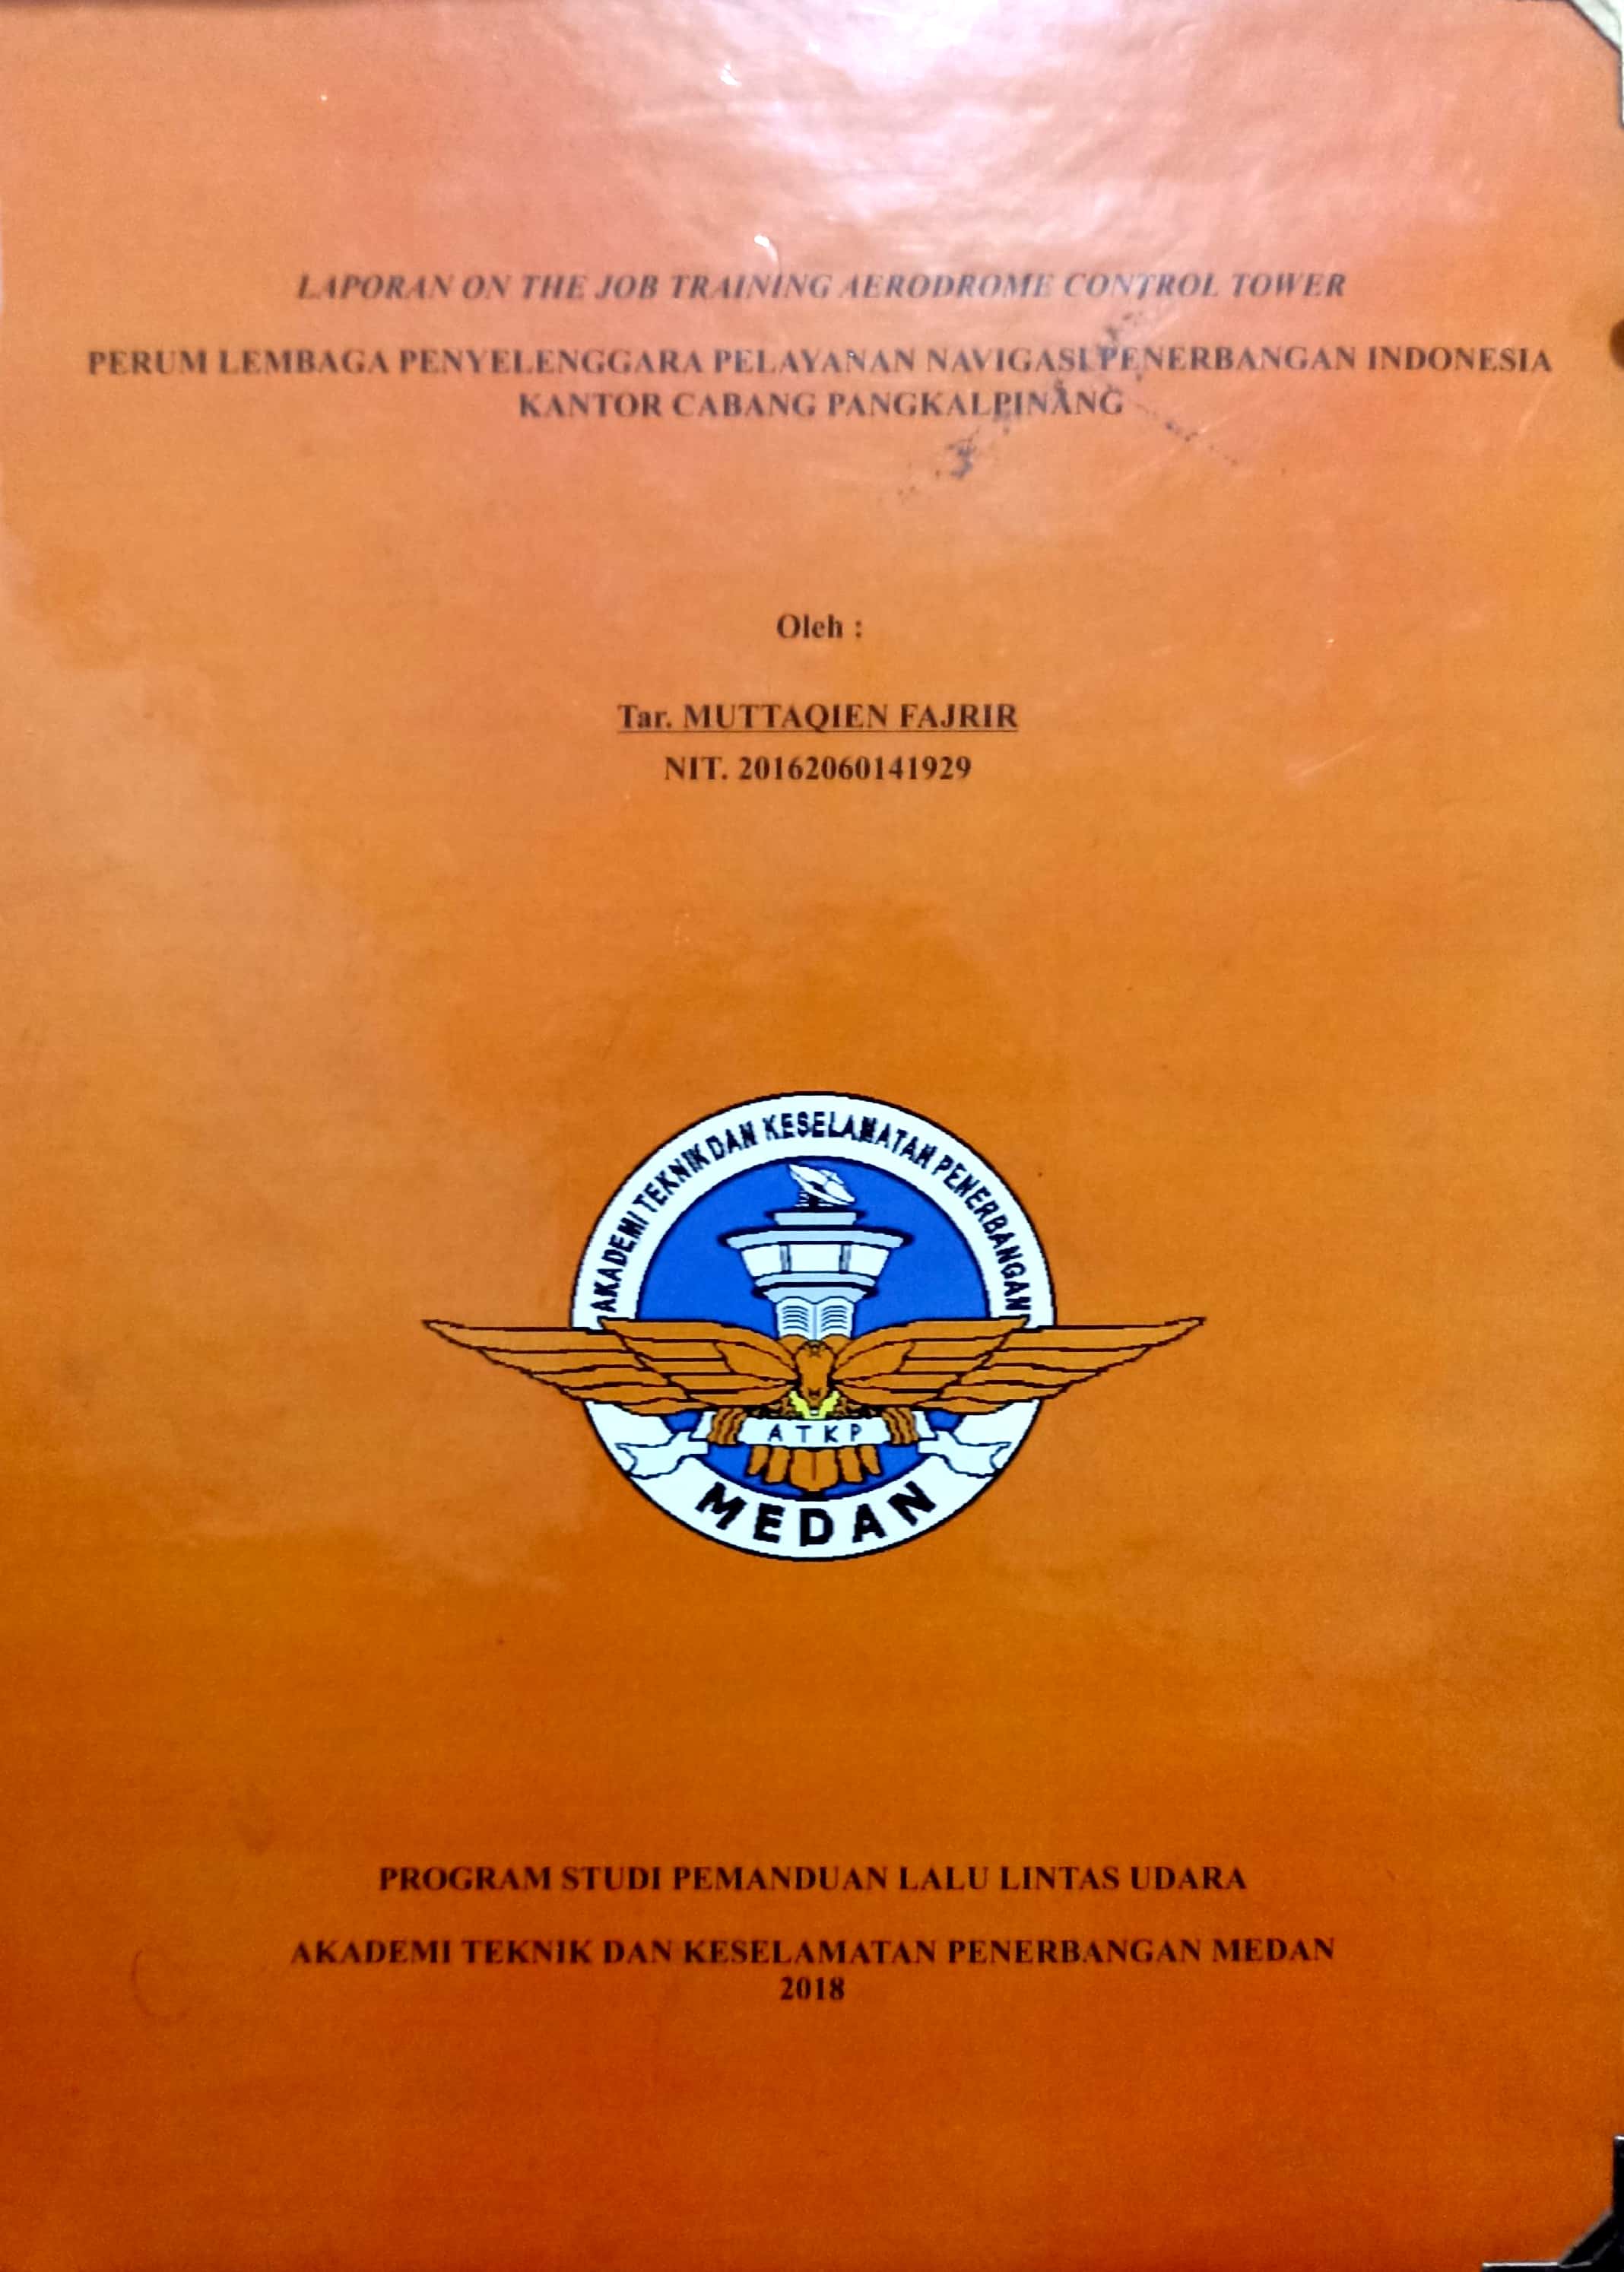 LAPORAN ON THE JOB TRAINING AERODROME CONTROL TOWER
PERUM LEMBAGA PENYELENGGARA PELAYANAN NAVIGASI PENERBANGAN INDONESIA
KANTOR CABANG PANGKALPINANG
3
Oleh :
Tar. MUTTAQIEN FAJRIR
NIT. 20162060141929
AKADEMI TEKNIK DAN KESELAMATAN PENERBANGAN
ATKP
MEDAN
PROGRAM STUDI PEMANDUAN LALU LINTAS UDARA
AKADEMI TEKNIK DAN KESELAMATAN PENERBANGAN MEDAN
2018